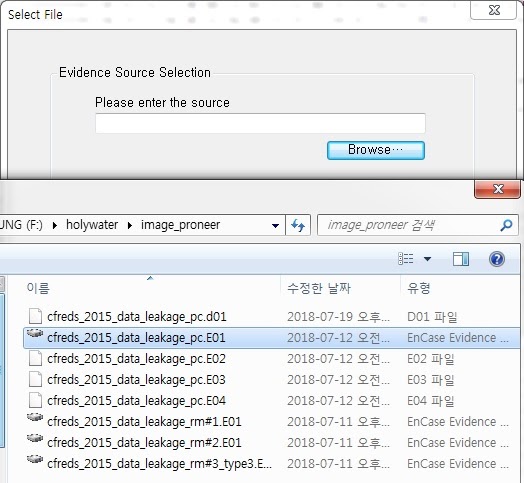 Select File
Evidence Source Selection
Please enter the source
Browse...
UNG (F:) ▸ holywater ▸ image_proneer
image_proneer 검색
이름 수정한 날짜 유형
cfreds_2015_data_leakage_pc.d01 2018-07-19 오후... D01 파일
cfreds_2015_data_leakage_pc.E01 2018-07-12 오전... EnCase Evidence ...
cfreds_2015_data_leakage_pc.E02 2018-07-12 오전... E02 파일
cfreds_2015_data_leakage_pc.E03 2018-07-12 오전... E03 파일
cfreds_2015_data_leakage_pc.E04 2018-07-12 오전... E04 파일
cfreds_2015_data_leakage_rm#1.E01 2018-07-11 오후... EnCase Evidence ...
cfreds_2015_data_leakage_rm#2.E01 2018-07-11 오후... EnCase Evidence ...
cfreds_2015_data_leakage_rm#3_type3.E... 2018-07-11 오후... EnCase Evidence ...